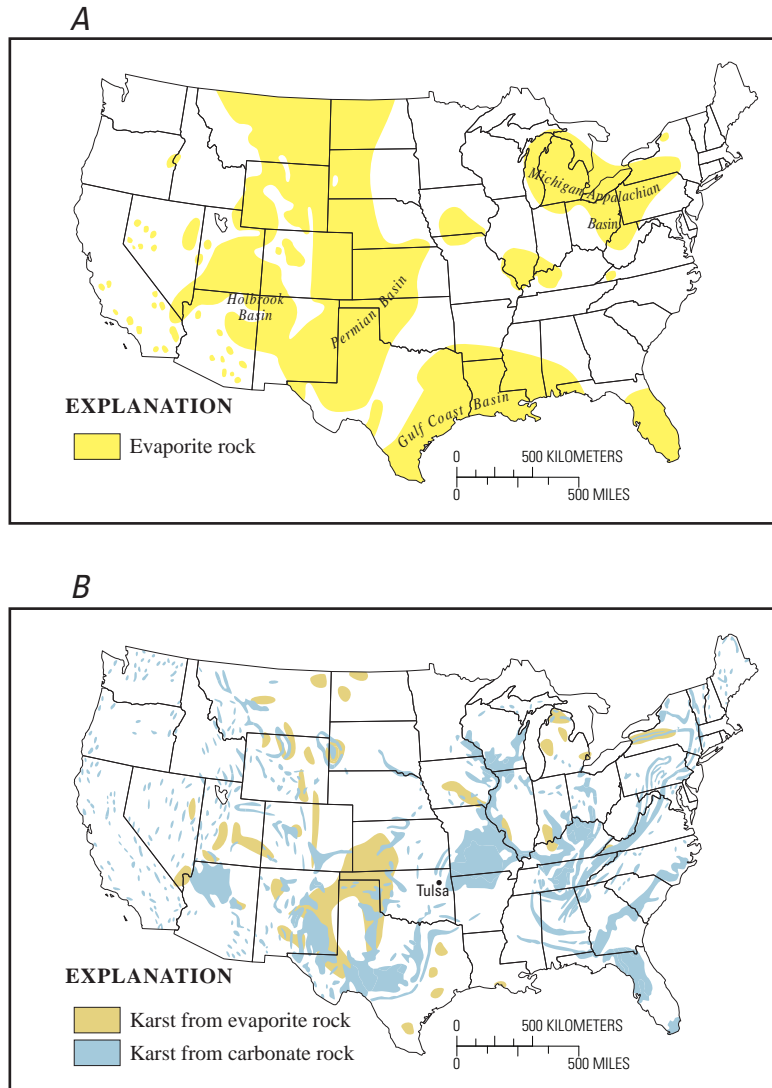 A
Michigan-Appalachian
Basin
Holbrook
Basin
Permian Basin
Gulf Coast Basin
EXPLANATION
Evaporite rock
0 500 KILOMETERS
0 500 MILES
B
Tulsa
EXPLANATION
Karst from evaporite rock
Karst from carbonate rock
0 500 KILOMETERS
0 500 MILES